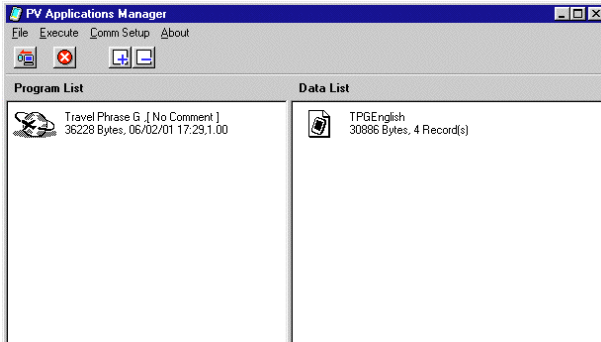 PV Applications Manager
File Execute Comm Setup About
Program List
Data List
Travel Phrase G ,[ No Comment ]
36228 Bytes, 06/02/01 17:29,1.00
TPGEnglish
30886 Bytes, 4 Record(s)